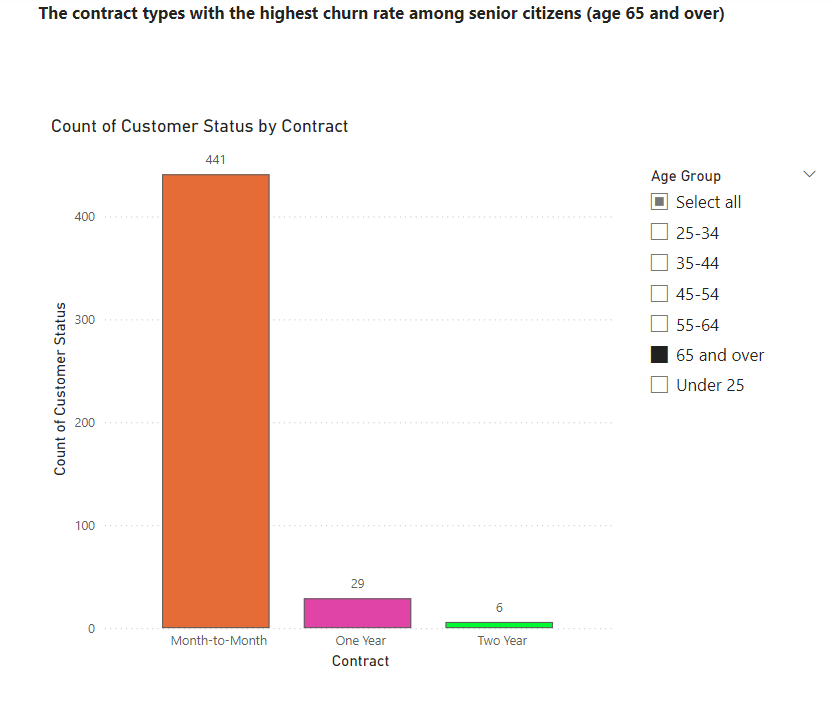 The contract types with the highest churn rate among senior citizens (age 65 and over)
Count of Customer Status by Contract
441
400
300
200
100
0
Count of Customer Status
29
6
Month-to-Month
One Year
Two Year
Contract
Age Group
Select all
25-34
35-44
45-54
55-64
65 and over
Under 25